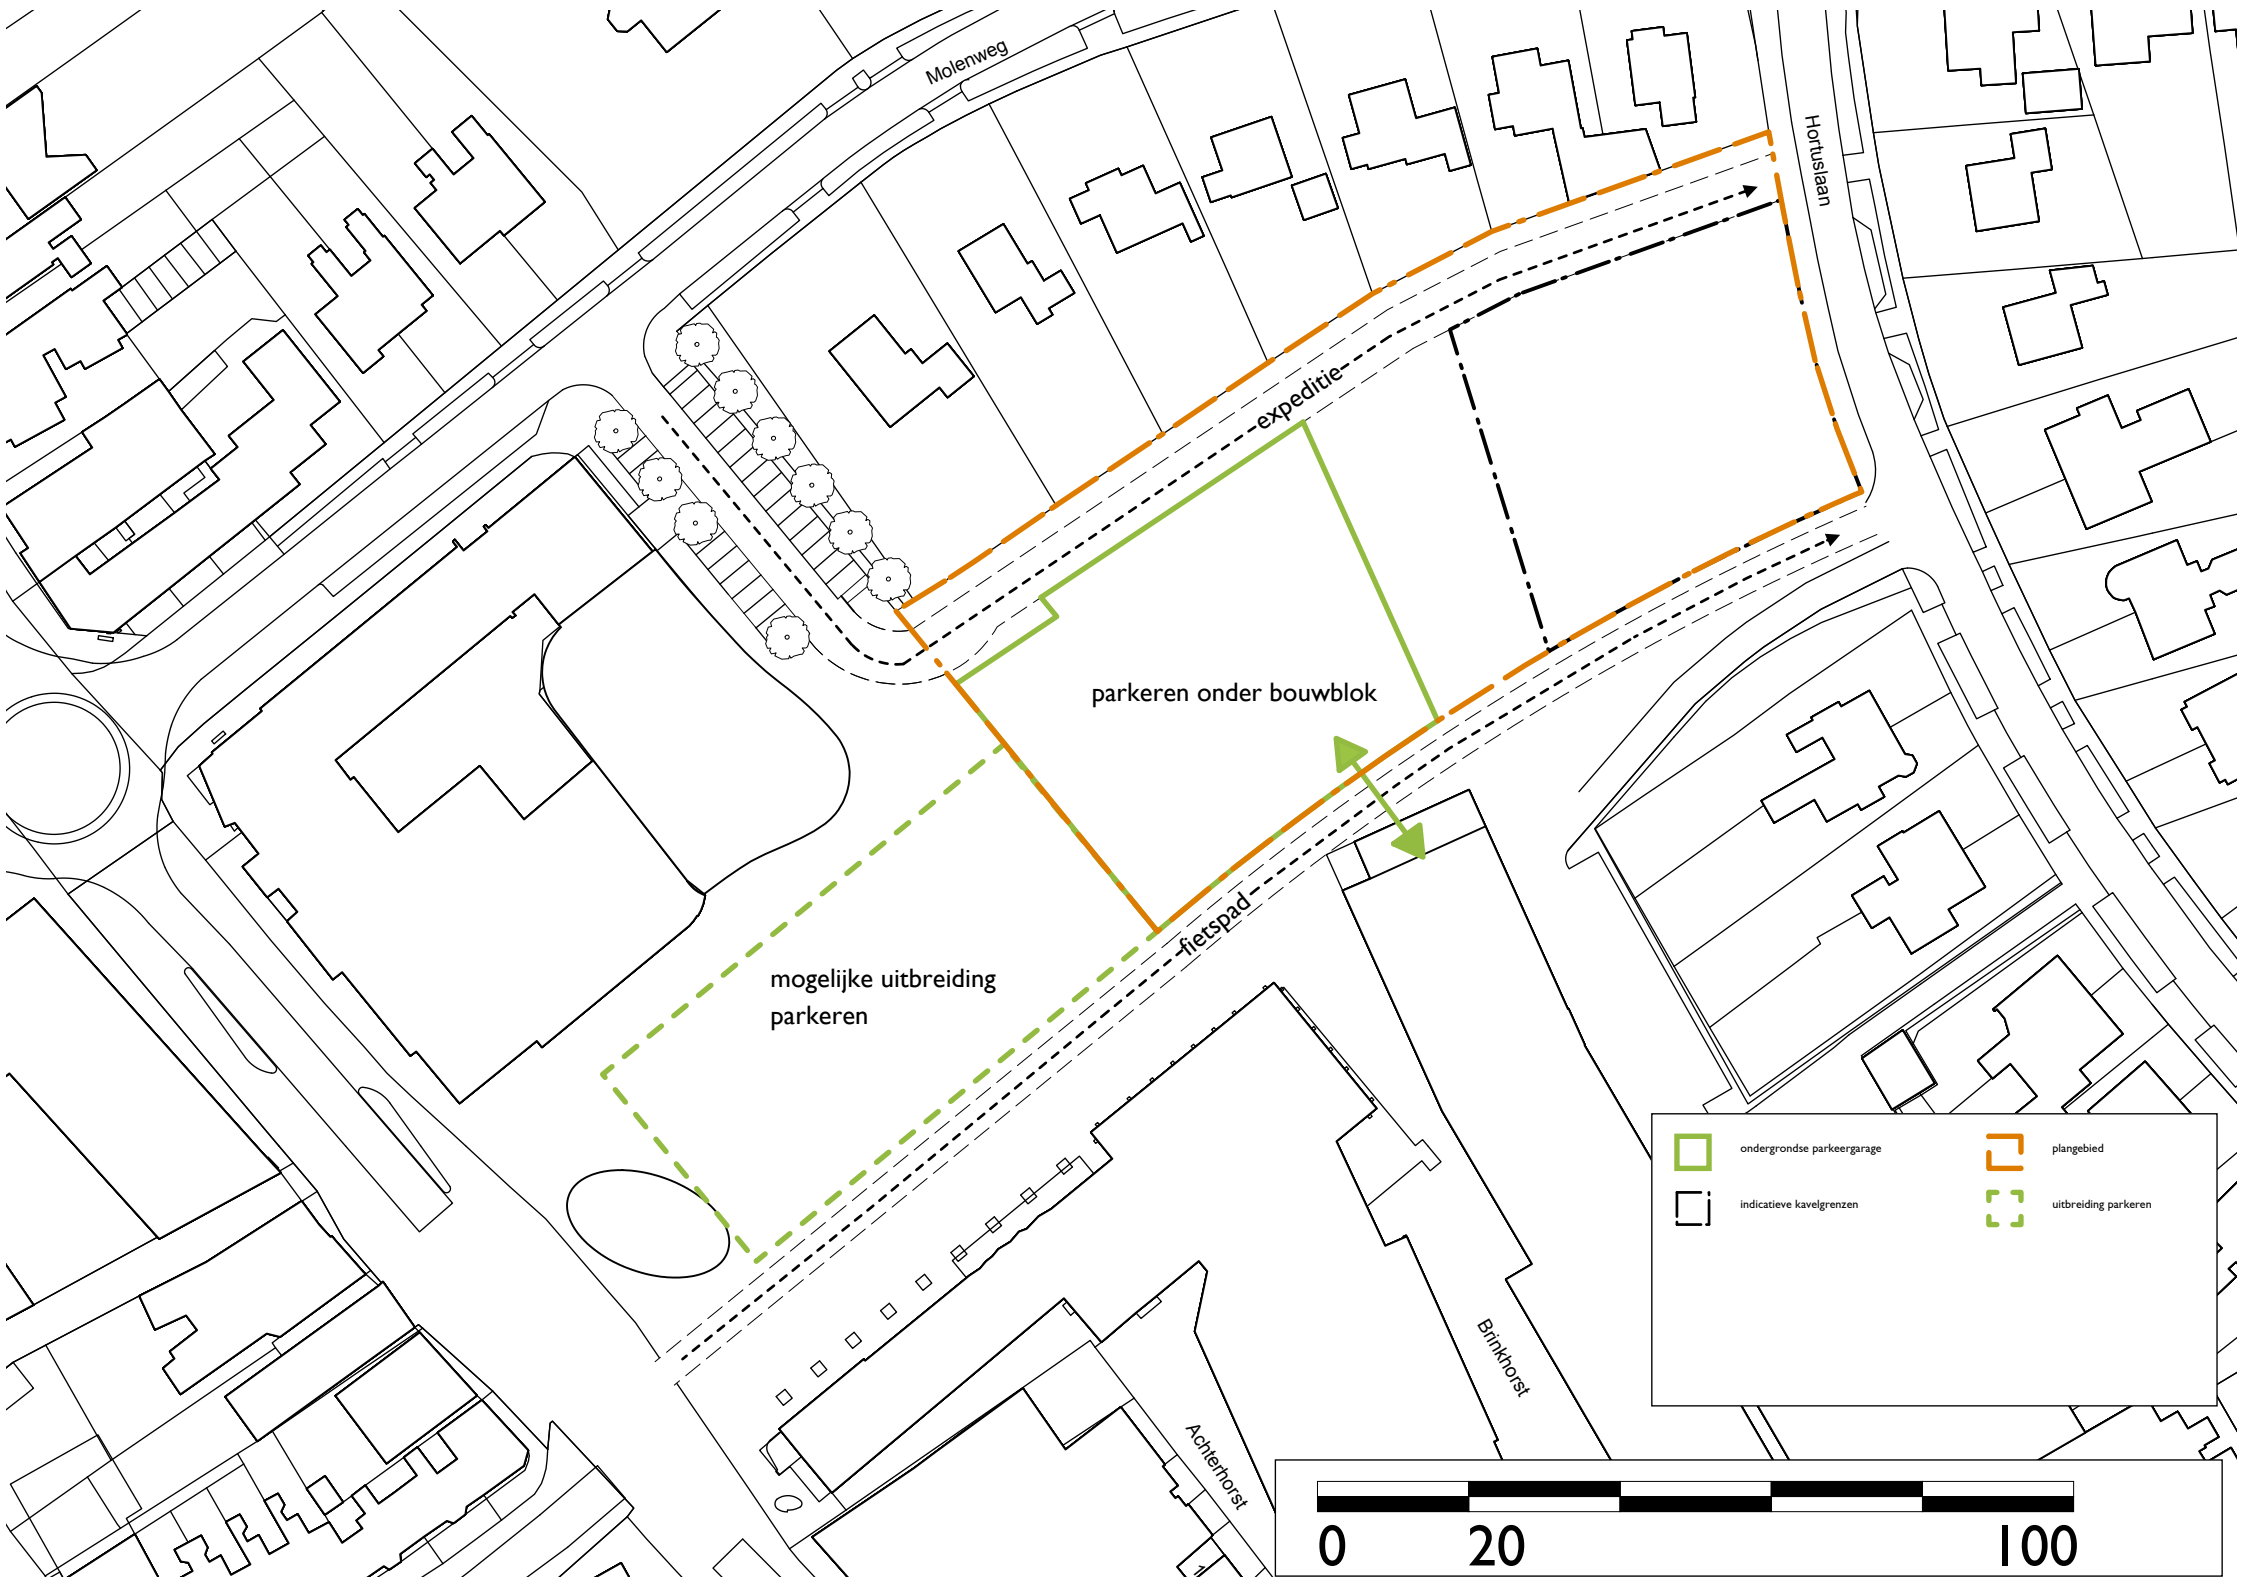 Molenweg
Hortuslaan
expeditie
parkeren onder bouwblok
fietspad
mogelijke uitbreiding
parkeren
ondergrondse parkeergarage
plangebied
indicatieve kavelgrenzen
uitbreiding parkeren
Brinkhorst
Achterhorst
0
20
100